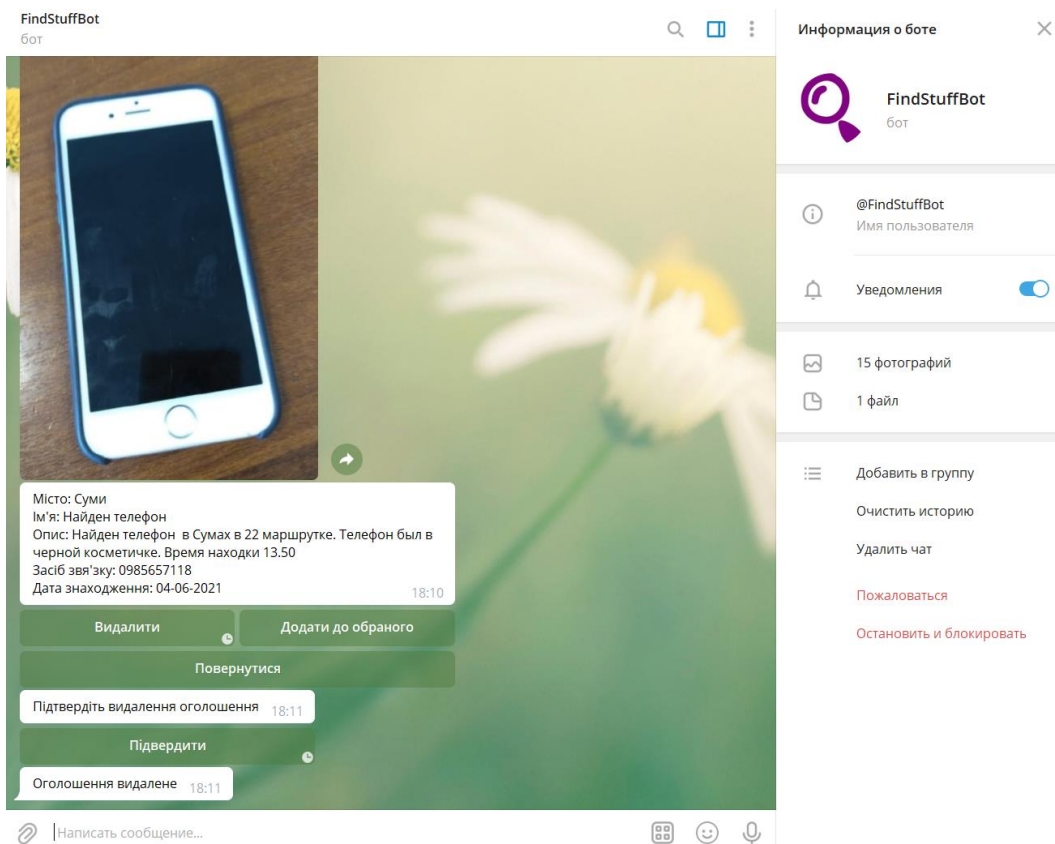 FindStuffBot
бот
Місто: Суми
Ім'я: Найден телефон
Опис: Найден телефон в Сумах в 22 маршрутке. Телефон был в
черной косметичке. Время находки 13.50
Засіб звя'зку: 0985657118
Дата знаходження: 04-06-2021
18:10
Видалити
Додати до обраного
Повернутися
Підтвердіть видалення оголошення 18:11
Підвердити
Оголошення видалене 18:11
Написать сообщение...
Информация о боте
FindStuffBot
бот
@FindStuffBot
Имя пользователя
Уведомления
15 фотографий
1 файл
Добавить в группу
Очистить историю
Удалить чат
Пожаловаться
Остановить и блокировать